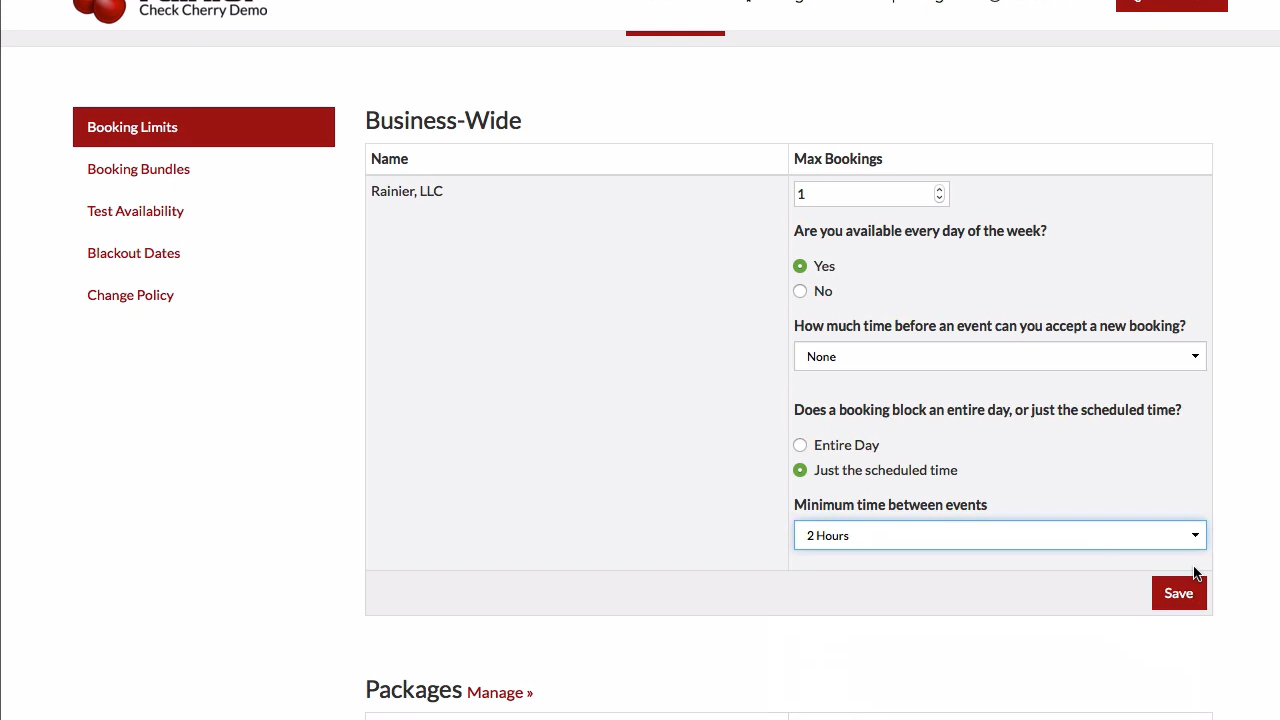 Check Cherry Demo
Booking Limits
Booking Bundles
Test Availability
Blackout Dates
Change Policy
Business-Wide
Name
Max Bookings
Rainier, LLC
1
Are you available every day of the week?
Yes
No
How much time before an event can you accept a new booking?
None
Does a booking block an entire day, or just the scheduled time?
Entire Day
Just the scheduled time
Minimum time between events
2 Hours
Save
Packages Manage »